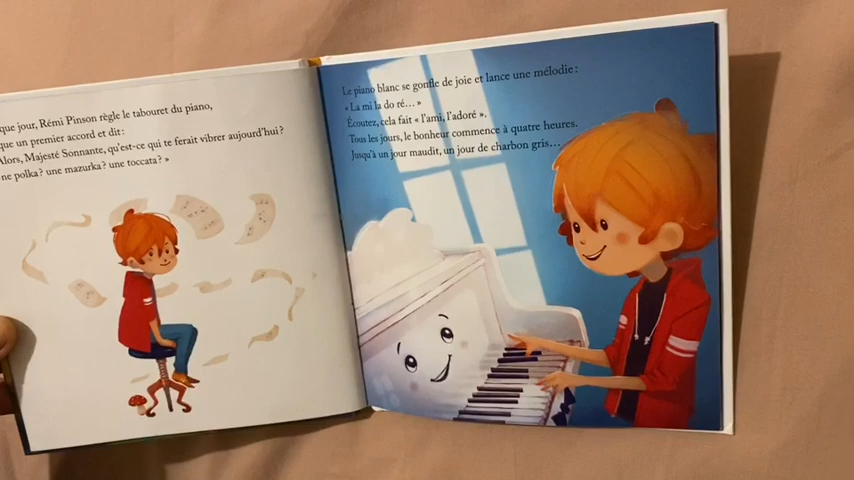 que jour, Rémi Pinson règle le tabouret du piano,
que un premier accord et dit:
Alors, Majesté Sonnante, qu'est-ce qui te ferait vibrer aujourd'hui?
ne polka? une mazurka? une toccata? »
Le piano blanc se gonfle de joie et lance une mélodie :
« La mi la do ré... »
Écoutez, cela fait « l'ami, l'adoré ».
Tous les jours, le bonheur commence à quatre heures.
Jusqu'à un jour maudit, un jour de charbon gris...